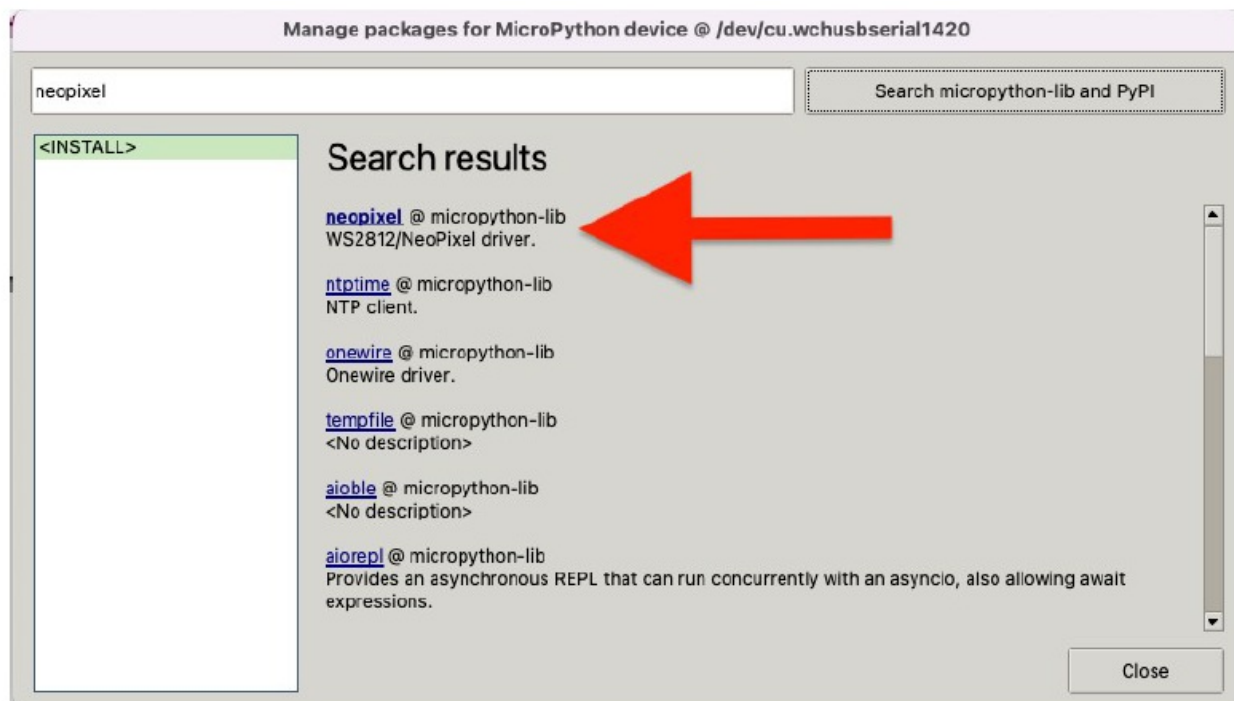 Manage packages for MicroPython device @ /dev/cu.wchusbserial1420
neopixel
Search micropython-lib and PyPI
<INSTALL>
Search results
neopixel @ micropython-lib
WS2812/NeoPixel driver.
ntptime @ micropython-lib
NTP client.
onewire @ micropython-lib
Onewire driver.
tempfile @ micropython-lib
<No description>
aioble @ micropython-lib
<No description>
aiorepl @ micropython-lib
Provides an asynchronous REPL that can run concurrently with an asyncio, also allowing await
expressions.
Close